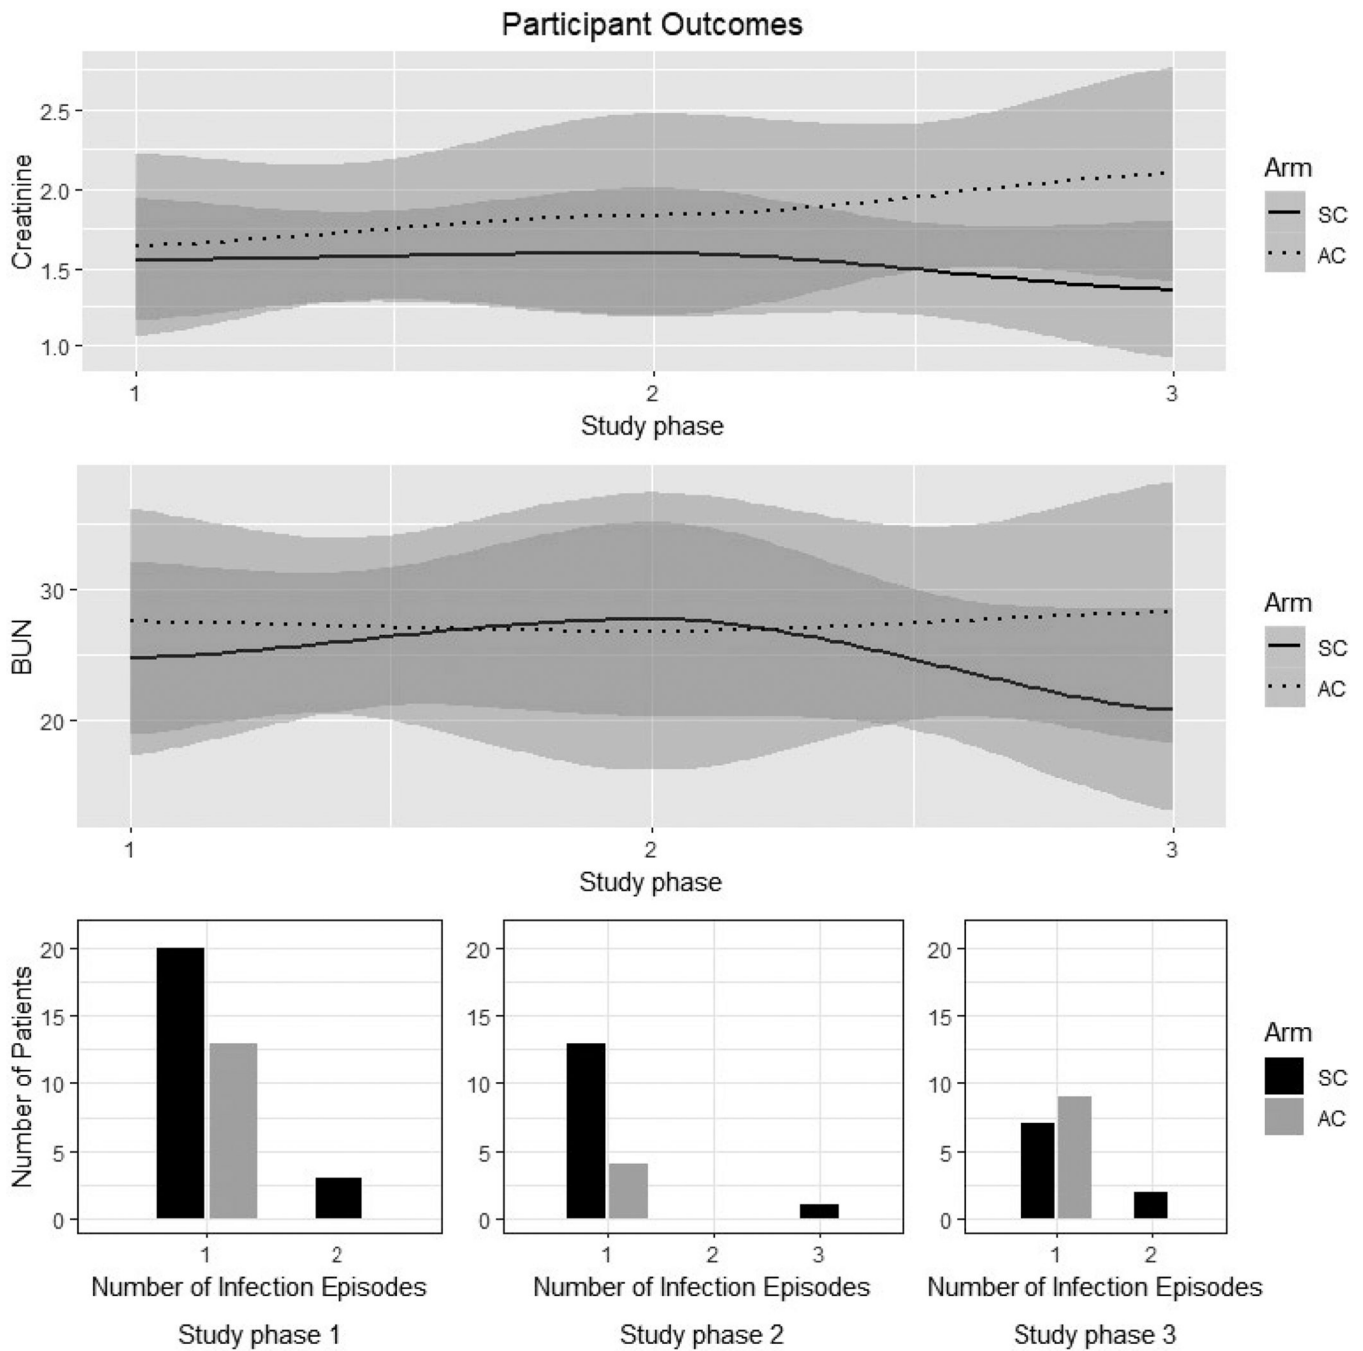 Participant Outcomes
Creatinine
2.5
2.0
1.5
1.0
1 2 3
Study phase
Arm
SC
AC
BUN
30
20
1 2 3
Study phase
Arm
SC
AC
Number of Patients
20
15
10
5
0
1 2
Number of Infection Episodes
Study phase 1
20
15
10
5
0
1 2 3
Number of Infection Episodes
Study phase 2
20
15
10
5
0
1 2
Number of Infection Episodes
Study phase 3
Arm
SC
AC